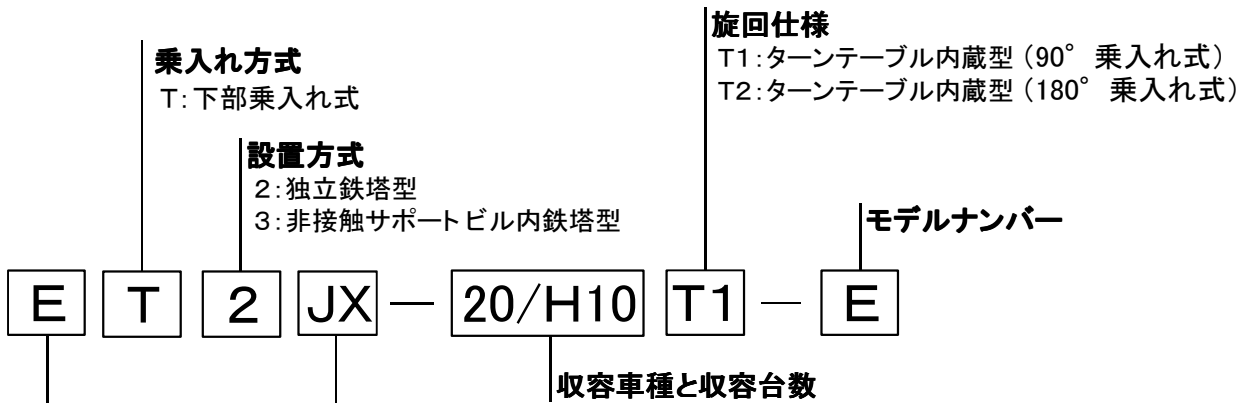 旋回仕様
T1:ターンテーブル内蔵型(90°乗入れ式)
T2:ターンテーブル内蔵型(180°乗入れ式)
乗入れ方式
T:下部乗入れ式
設置方式
2:独立鉄塔型
3:非接触サポートビル内鉄塔型
モデルナンバー
E T 2 JX — 20/H10 T1 — E
収容車種と収容台数